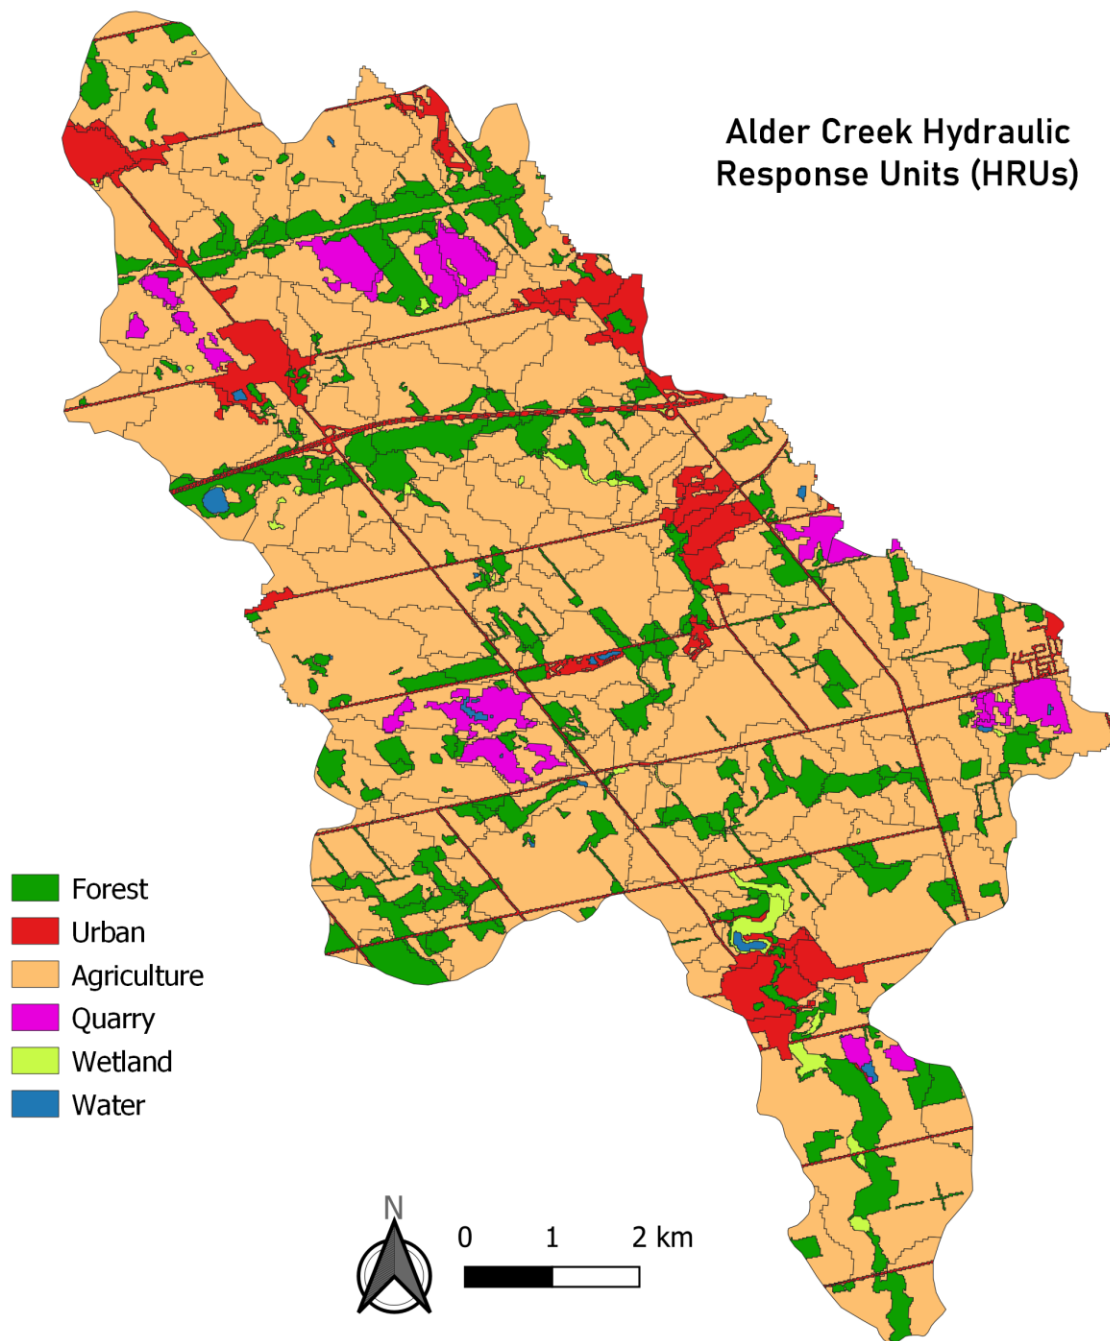 Alder Creek Hydraulic
Response Units (HRUs)
Forest
Urban
Agriculture
Quarry
Wetland
Water
N
0 1 2 km